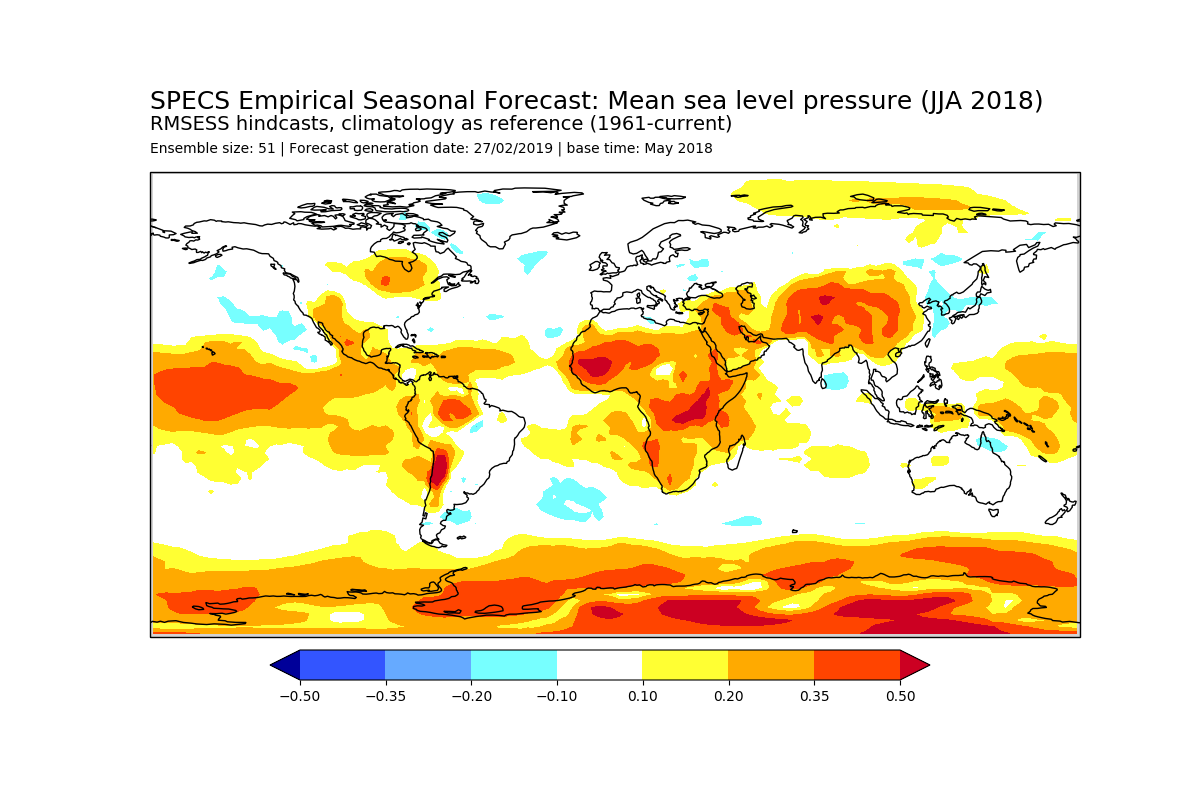 SPECS Empirical Seasonal Forecast: Mean sea level pressure (JJA 2018)
RMSESS hindcasts, climatology as reference (1961-current)
Ensemble size: 51 | Forecast generation date: 27/02/2019 | base time: May 2018
−0.50 −0.35 −0.20 −0.10 0.10 0.20 0.35 0.50